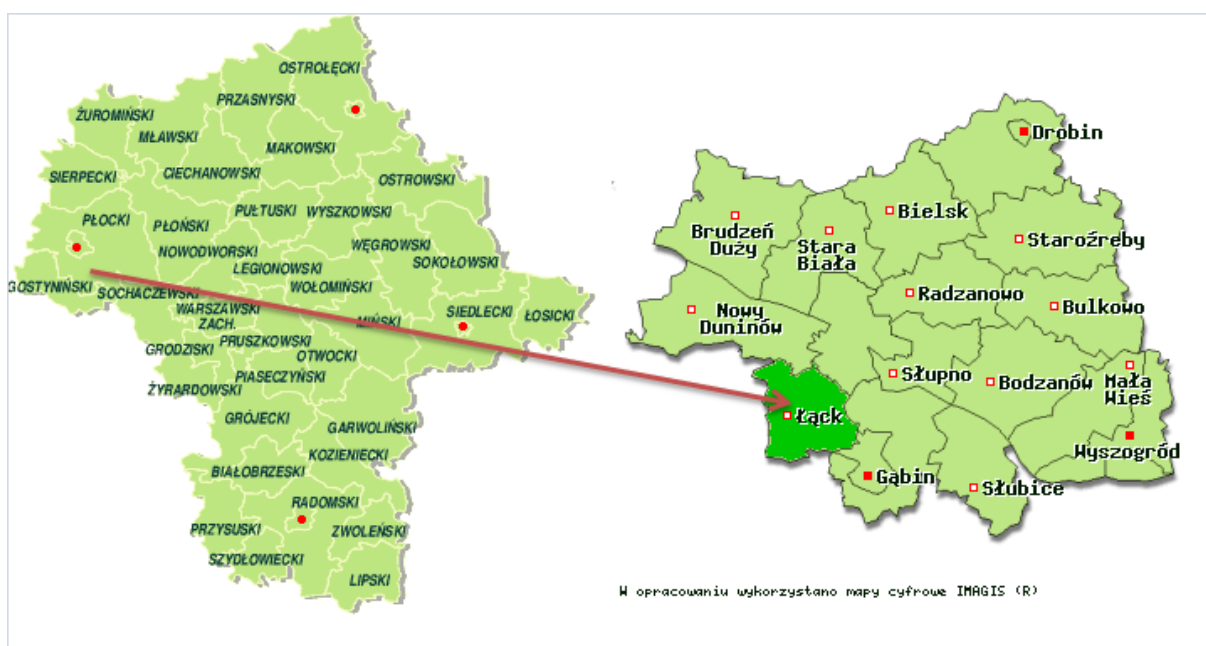 OSTROŁĘCKI
PRZASNYSKI
ŻUROMIŃSKI
MŁAWSKI
MAKOWSKI
SIERPECKI
CIECHANOWSKI
OSTROWSKI
PŁOCKI
PŁOŃSKI
PUŁTUSKI
WYSZKOWSKI
NOWODWORSKI
WĘGROWSKI
SOKOŁOWSKI
LEGIONOWSKI
GOSTYNIŃSKI
SOCHACZEWSKI
WOŁOMIŃSKI
WARSZAWSKI
ZACH.
MIŃSKI
SIEDLECKI
ŁOSICKI
GRODZISKI
PRUSZKOWSKI
OTWOCKI
ŻYRARDOWSKI
PIASECZYŃSKI
GRÓJECKI
GARWOLIŃSKI
KOZIENIECKI
BIAŁOBRZESKI
RADOMSKI
PRZYSUSKI
ZWOLEŃSKI
SZYDŁOWIECKI
LIPSKI
Drobin
Brudzeń
Duży
Stara
Biała
Bielsk
Staroźreby
Nowy
Duninów
Radzanowo
Bulkowo
Słupno
Bodzanów
Mała
Wieś
Łąck
Wyszogród
Gąbin
Słubice
W opracowaniu wykorzystano mapy cyfrowe IMAGIS (R)